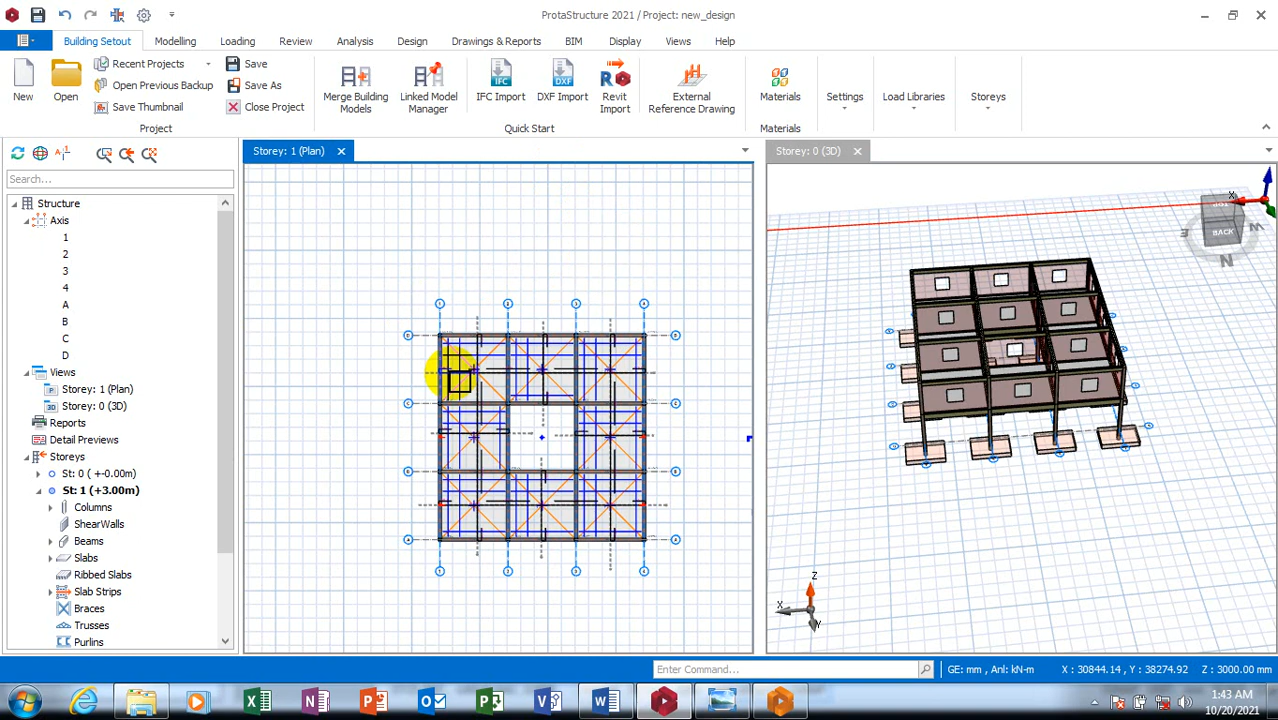 ProtaStructure 2021 / Project: new_design
Building Setout Modelling Loading Review Analysis Design Drawings & Reports BIM Display Views Help
New
Open
Recent Projects
Open Previous Backup
Save Thumbnail
Save
Save As
Close Project
Merge Building
Models
Linked Model
Manager
IFC Import
DXF Import
Revit
Import
External
Reference Drawing
Materials
Settings
Load Libraries
Storeys
Project Quick Start Materials
Storey: 1 (Plan)
Storey: 0 (3D)
Search...
Structure
Axis
1
2
3
4
A
B
C
D
Views
Storey: 1 (Plan)
Storey: 0 (3D)
Reports
Detail Previews
Storeys
St: 0 ( +-0.00m)
St: 1 (+3.00m)
Columns
ShearWalls
Beams
Slabs
Ribbed Slabs
Slab Strips
Braces
Trusses
Purlins
X
BACK
E
W
N
Z
X
Y
Enter Command...
GE: mm , Anl: kN-m
X : 30844.14 , Y : 38274.92
Z : 3000.00 mm
1:43 AM
10/20/2021